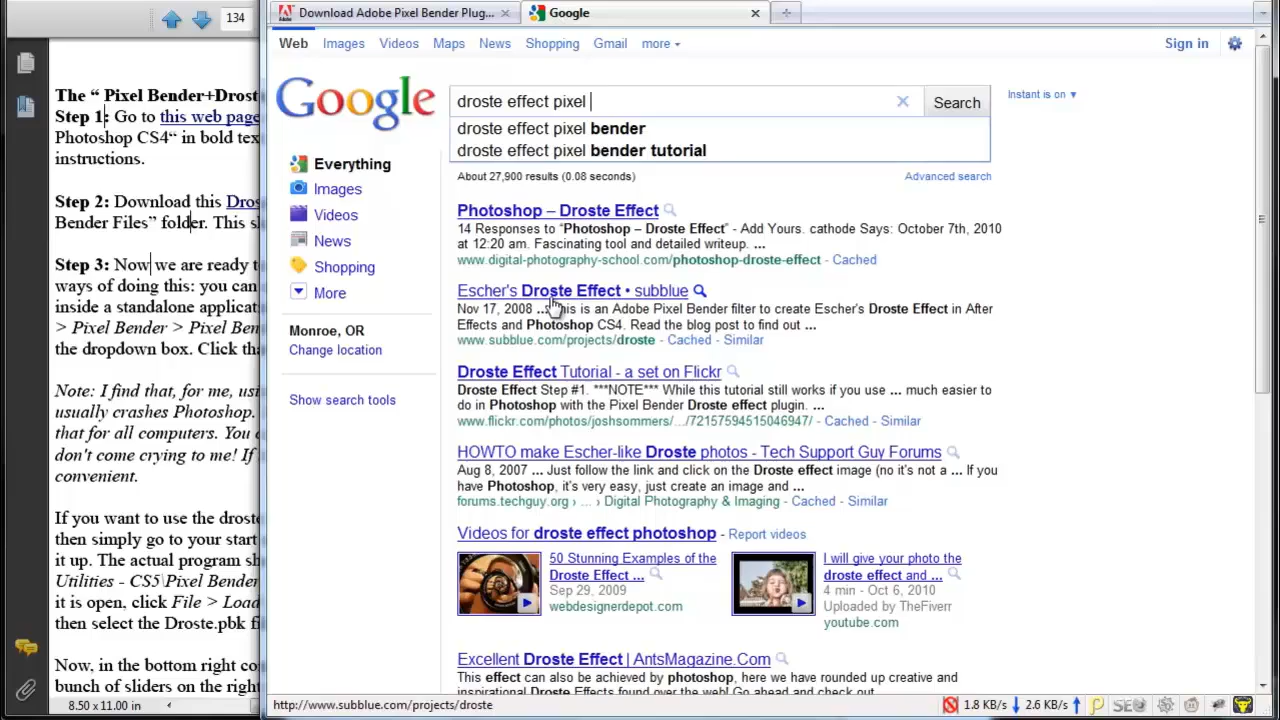 134
The “ Pixel Bender+Drost
Step 1: Go to this web page
Photoshop CS4“ in bold tex
instructions.
Step 2: Download this Dros
Bender Files” folder. This s
Step 3: Now we are ready t
ways of doing this: you can
inside a standalone applicat
> Pixel Bender > Pixel Ben
the dropdown box. Click tha
Note: I find that, for me, usi
usually crashes Photoshop.
that for all computers. You c
don't come crying to me! If
convenient.
If you want to use the droste
then simply go to your start
it up. The actual program sh
Utilities - CS5\Pixel Bender
it is open, click File > Load
then select the Droste.pbk fi
Now, in the bottom right co
bunch of sliders on the right
8.50 x 11.00 in
Download Adobe Pixel Bender Plug...
Google
Web Images Videos Maps News Shopping Gmail more
Sign in
Google
droste effect pixel
Search
Instant is on
droste effect pixel bender
droste effect pixel bender tutorial
About 27,900 results (0.08 seconds)
Advanced search
Everything
Images
Videos
News
Shopping
More
Monroe, OR
Change location
Show search tools
Photoshop – Droste Effect
14 Responses to “Photoshop – Droste Effect” - Add Yours. cathode Says: October 7th, 2010
at 12:20 am. Fascinating tool and detailed writeup. ...
www.digital-photography-school.com/photoshop-droste-effect - Cached
Escher's Droste Effect • subblue
Nov 17, 2008 ... This is an Adobe Pixel Bender filter to create Escher's Droste Effect in After
Effects and Photoshop CS4. Read the blog post to find out ...
www.subblue.com/projects/droste - Cached - Similar
Droste Effect Tutorial - a set on Flickr
Droste Effect Step #1. ***NOTE*** While this tutorial still works if you use ... much easier to
do in Photoshop with the Pixel Bender Droste effect plugin. ...
www.flickr.com/photos/joshsommers/.../72157594515046947/ - Cached - Similar
HOWTO make Escher-like Droste photos - Tech Support Guy Forums
Aug 8, 2007 ... Just follow the link and click on the Droste effect image (no it's not a ... If you
have Photoshop, it's very easy, just create an image and ...
forums.techguy.org › ... › Digital Photography & Imaging - Cached - Similar
Videos for droste effect photoshop - Report videos
50 Stunning Examples of the
Droste Effect ...
Sep 29, 2009
webdesignerdepot.com
I will give your photo the
droste effect and ...
4 min - Oct 6, 2010
Uploaded by TheFiverr
youtube.com
Excellent Droste Effect | AntsMagazine.Com
This effect can also be achieved by photoshop, here we have rounded up creative and
inspirational Droste Effects found over the web! Go ahead and check out
http://www.subblue.com/projects/droste
1.8 KB/s 2.6 KB/s